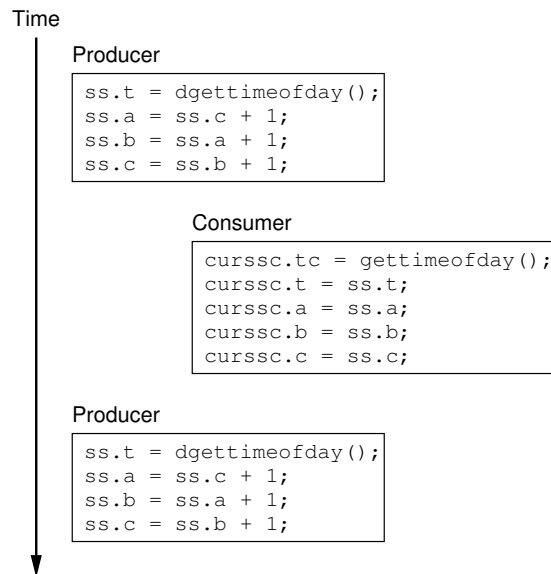 Time
Producer
ss.t = dgettimeofday();
ss.a = ss.c + 1;
ss.b = ss.a + 1;
ss.c = ss.b + 1;
Consumer
curssc.tc = gettimeofday();
curssc.t = ss.t;
curssc.a = ss.a;
curssc.b = ss.b;
curssc.c = ss.c;
Producer
ss.t = dgettimeofday();
ss.a = ss.c + 1;
ss.b = ss.a + 1;
ss.c = ss.b + 1;